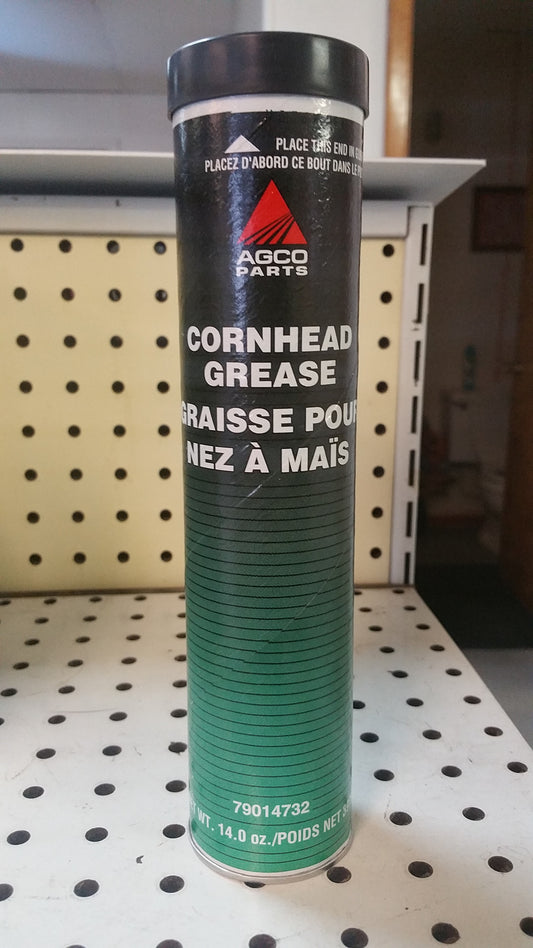 PLACE THIS END IN
PLACEZ D'ABORD CE BOUT DANS LE
AGCO
PARTS
CORNHEAD
GREASE
GRAISSE POUR
NEZ À MAÏS
79014732
WT. 14.0 oz./POIDS NET